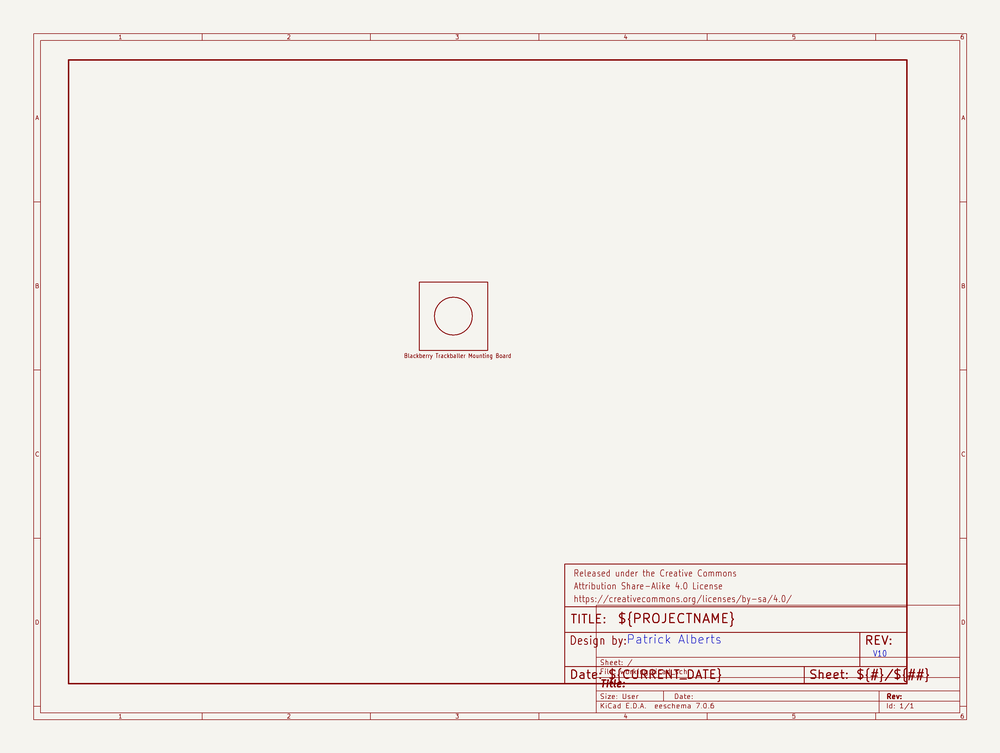 1 2 3 4 5 6
A A
B B
Blackberry Trackballer Mounting Board
C C
Released under the Creative Commons
Attribution Share-Alike 4.0 License
https://creativecommons.org/licenses/by-sa/4.0/
D D
TITLE: ${PROJECTNAME}
Design by: Patrick Alberts
REV:
V10
Sheet: /
Date: ${CURRENT_DATE}
Sheet: ${#}/${##}
Title:
Size: User Date: Rev:
KiCad E.D.A. eeschema 7.0.6 Id: 1/1
1 2 3 4 5 6